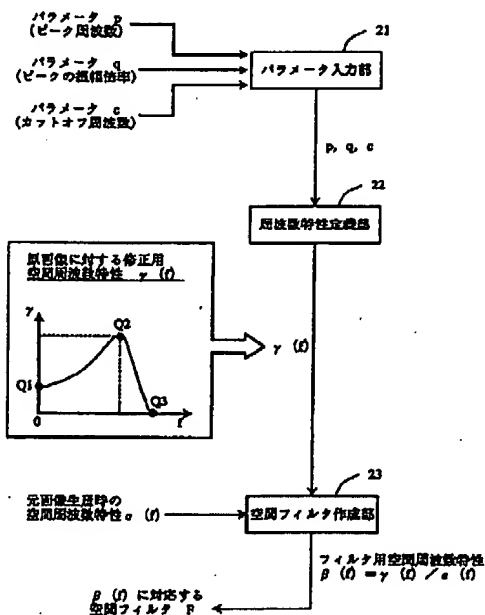 パラメータ p
(ピーク周波数)
パラメータ q
(ピークの振幅倍率)
パラメータ c
(カットオフ周波数)
21
パラメータ入力部
p, q, c
22
周波数特性定義部
原画像に対する修正用
空間周波数特性 γ (f)
γ
Q2
Q1
Q3
0
f
γ (f)
23
元画像生成時の
空間周波数特性α (f)
空間フィルタ作成部
フィルタ用空間周波数特性
β (f) =γ (f) /α (f)
β (f) に対応する
空間フィルタ F